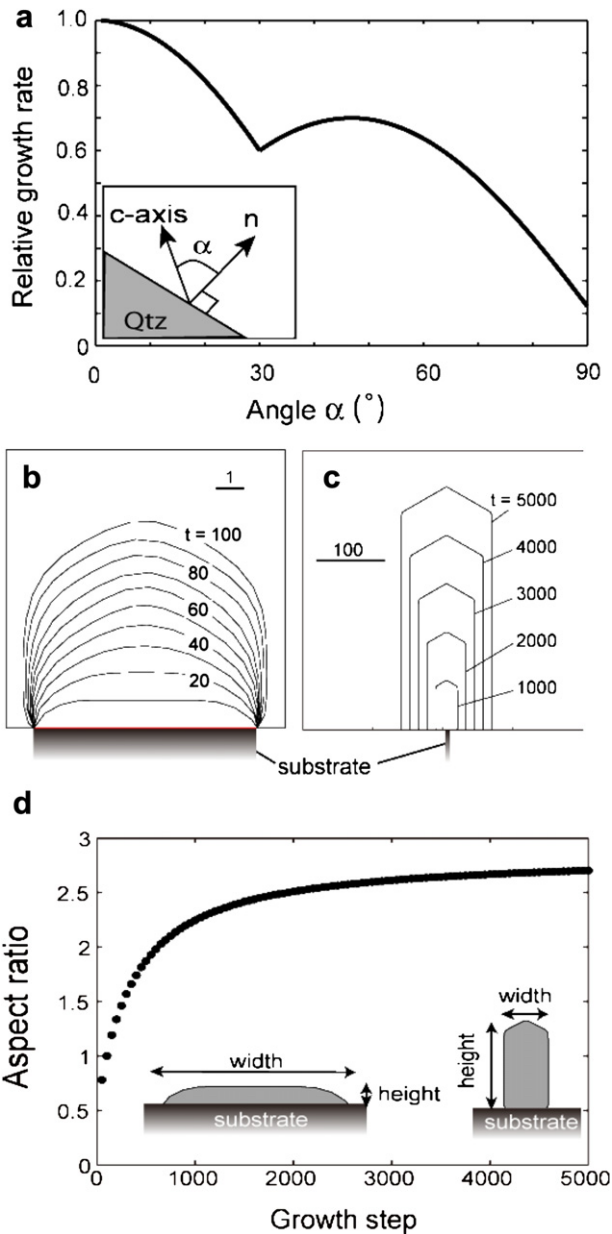 a
Relative growth rate
1.0
0.8
0.6
0.4
0.2
0
c-axis
n
α
Qtz
0
30
60
90
Angle α (°)
b
1
t = 100
80
60
40
20
c
100
t = 5000
4000
3000
2000
1000
substrate
d
Aspect ratio
3
2.5
2
1.5
1
0.5
0
width
height
substrate
width
height
substrate
0
1000
2000
3000
4000
5000
Growth step